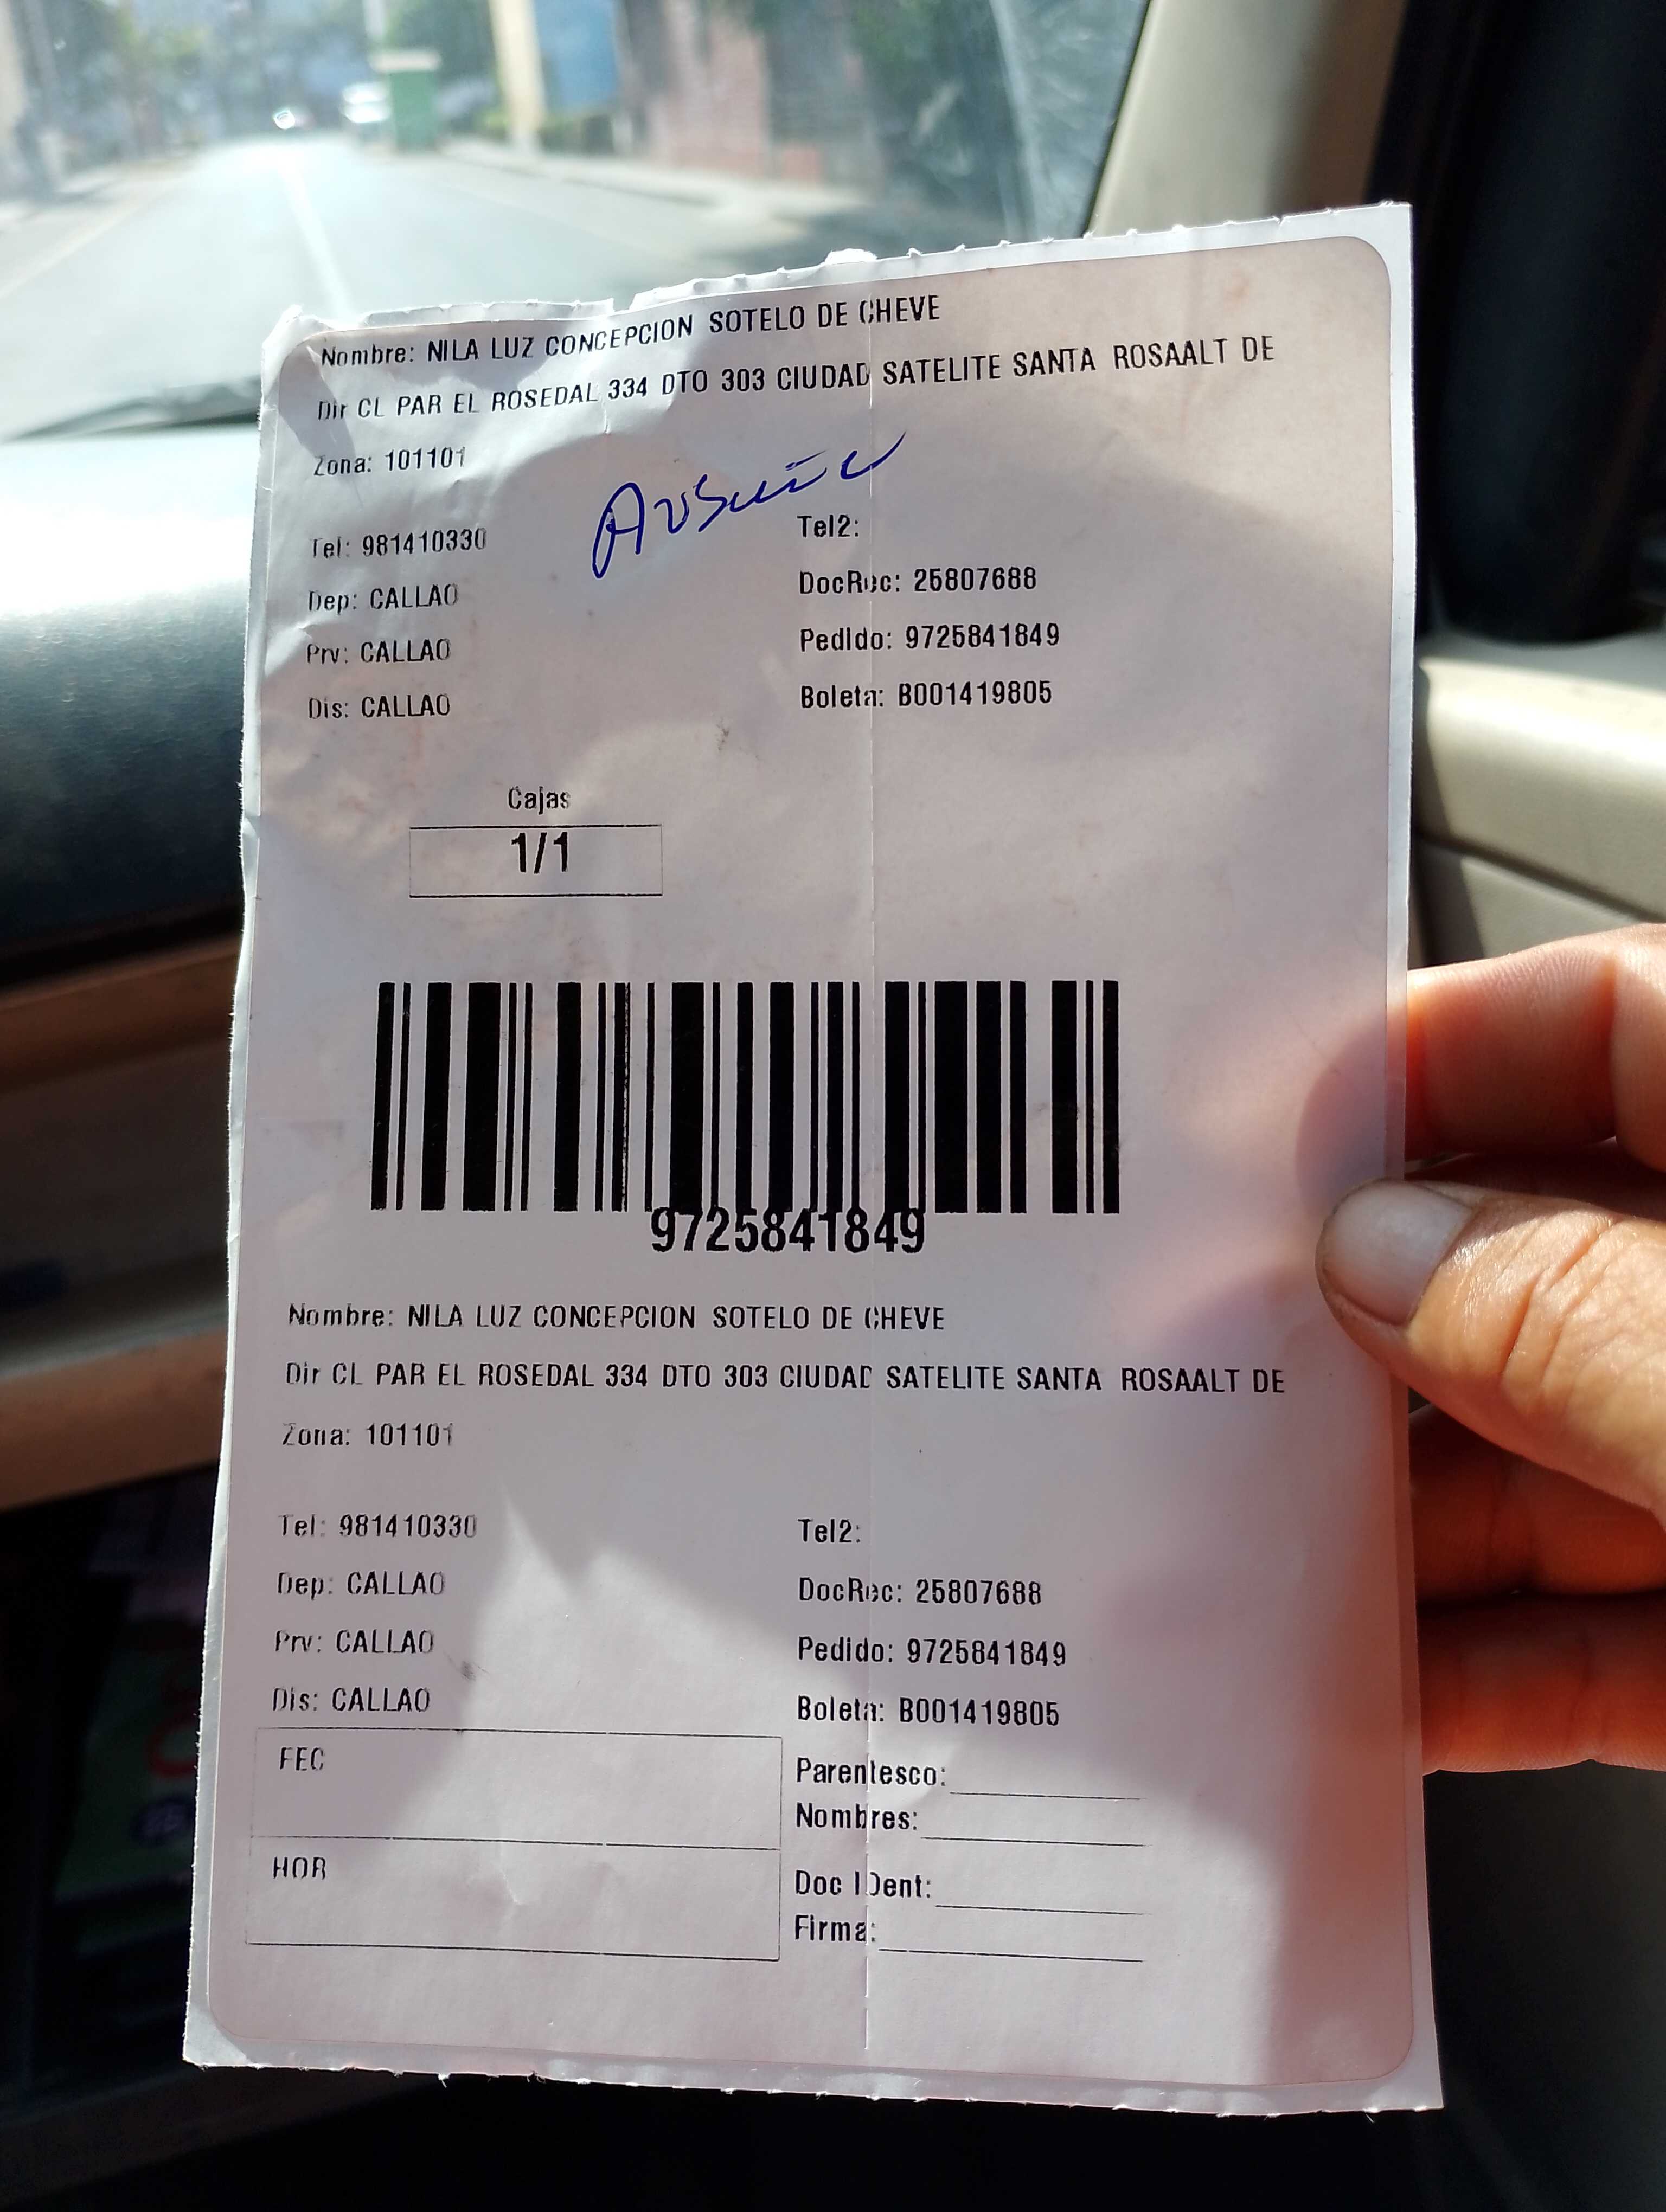 Nombre: NILA LUZ CONCEPCION SOTELO DE CHEVE
Dir CL PAR EL ROSEDAL 334 DTO 303 CIUDAD SATELITE SANTA ROSAALT DE
Zona: 101101
Tel: 981410330
Tel2:
Dep: CALLAO
DocRec: 25807688
Prv: CALLAO
Pedido: 9725841849
Dis: CALLAO
Boleta: B001419805
Cajas
1/1
9725841849
Nombre: NILA LUZ CONCEPCION SOTELO DE CHEVE
Dir CL PAR EL ROSEDAL 334 DTO 303 CIUDAD SATELITE SANTA ROSAALT DE
Zona: 101101
Tel: 981410330
Tel2:
Dep: CALLAO
DocRec: 25807688
Prv: CALLAO
Pedido: 9725841849
Dis: CALLAO
Boleta: B001419805
FEC
Parentesco:
Nombres:
HOR
Doc IDent:
Firma: